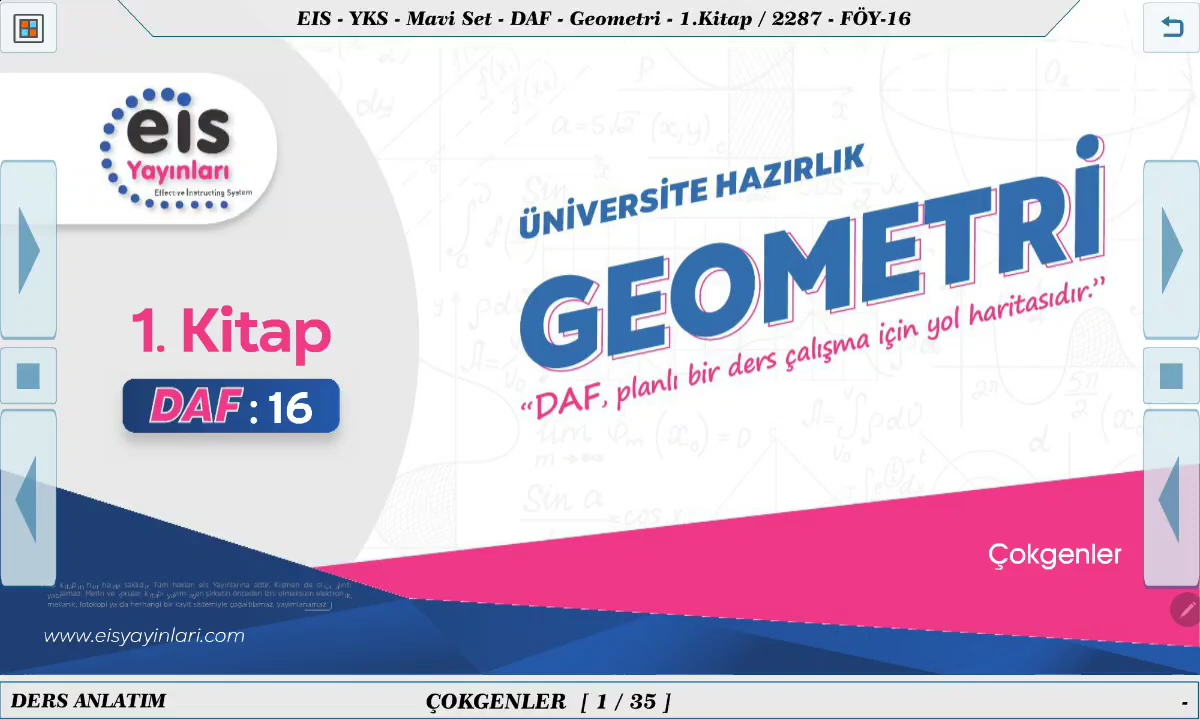 EIS - YKS - Mavi Set - DAF - Geometri - 1.Kitap / 2287 - FÖY-16
eis
Yayınları
Effective Instructing System
ÜNİVERSİTE HAZIRLIK
GEOMETRİ
“DAF, planlı bir ders çalışma için yol haritasıdır.”
1. Kitap
DAF : 16
Çokgenler
www.eisyayinlari.com
DERS ANLATIM
ÇOKGENLER [ 1 / 35 ]
-